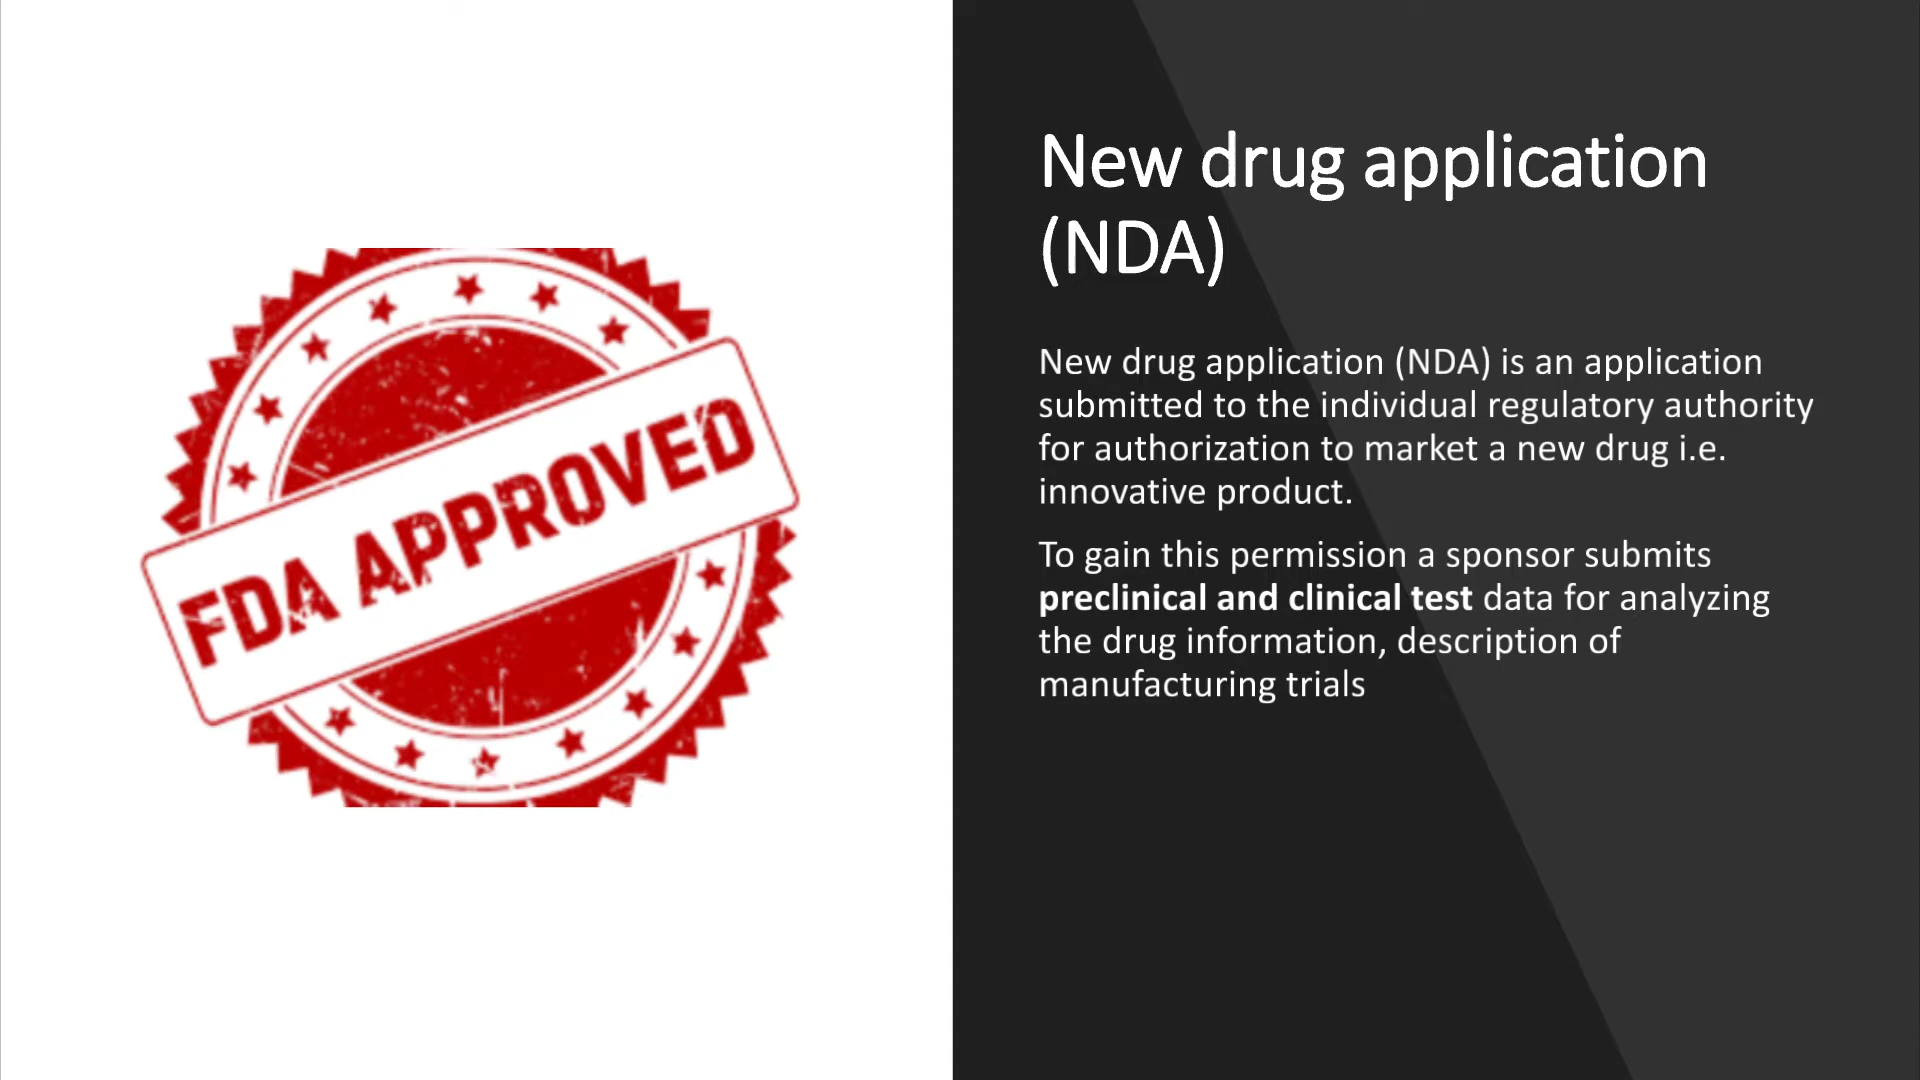 FDA APPROVED
New drug application
(NDA)
New drug application (NDA) is an application
submitted to the individual regulatory authority
for authorization to market a new drug i.e.
innovative product.
To gain this permission a sponsor submits
preclinical and clinical test data for analyzing
the drug information, description of
manufacturing trials